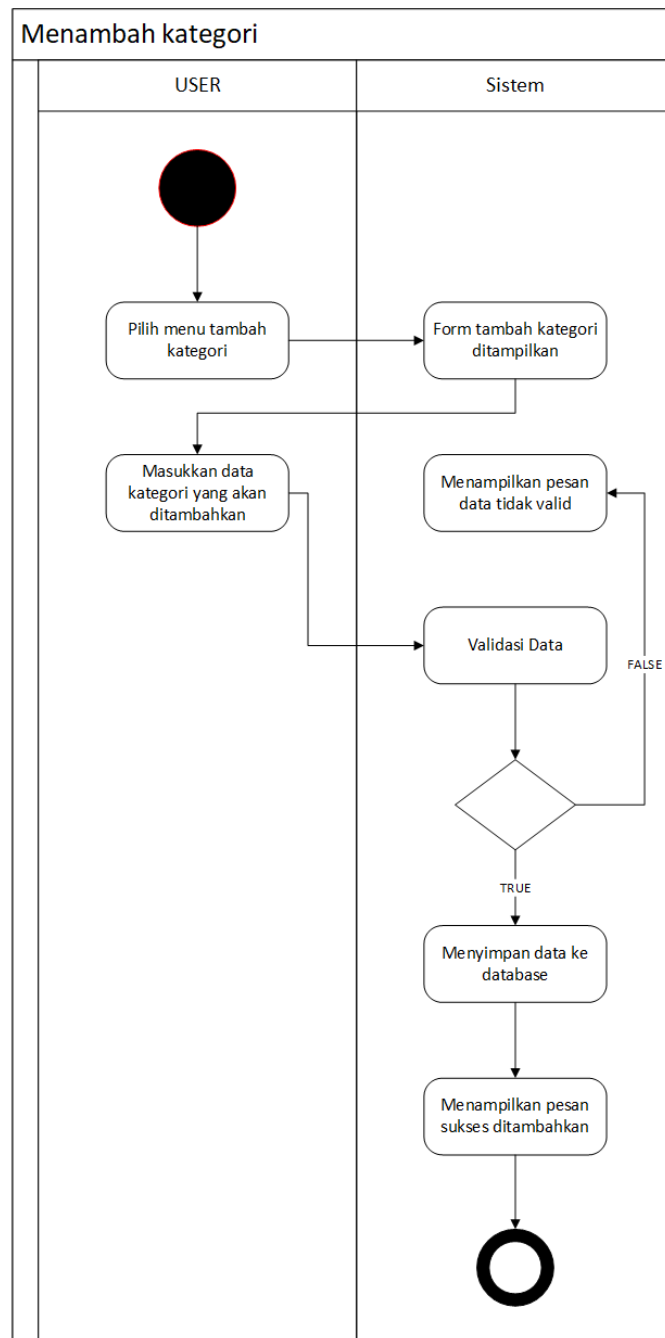 Menambah kategori
USER
Sistem
Pilih menu tambah
kategori
Form tambah kategori
ditampilkan
Masukkan data
kategori yang akan
ditambahkan
Menampilkan pesan
data tidak valid
Validasi Data
FALSE
TRUE
Menyimpan data ke
database
Menampilkan pesan
sukses ditambahkan